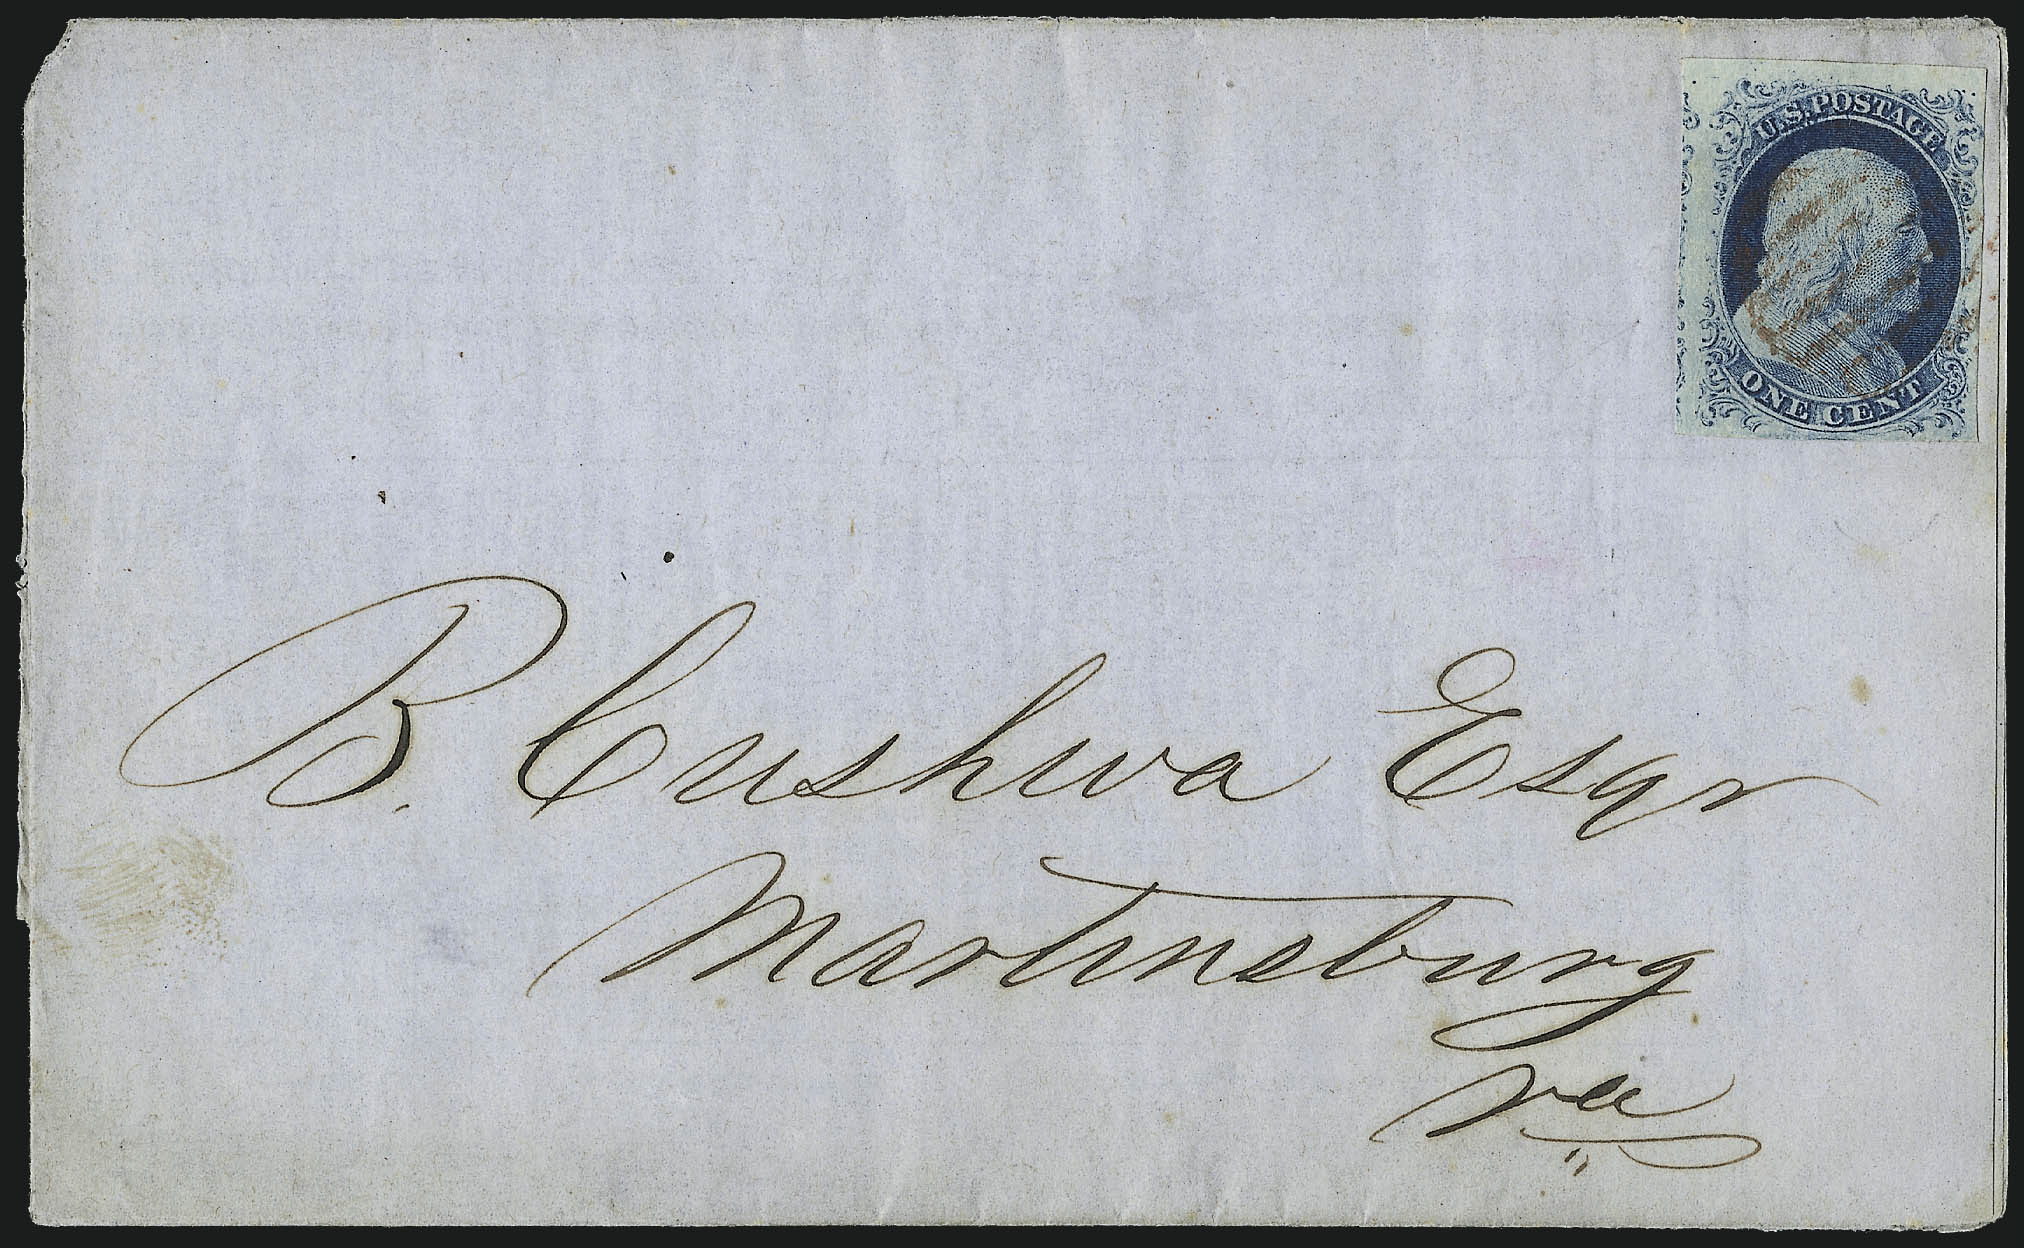 U.S. POSTAGE
ONE CENT
B. Cushwa Esqr
Martinsburg
Va